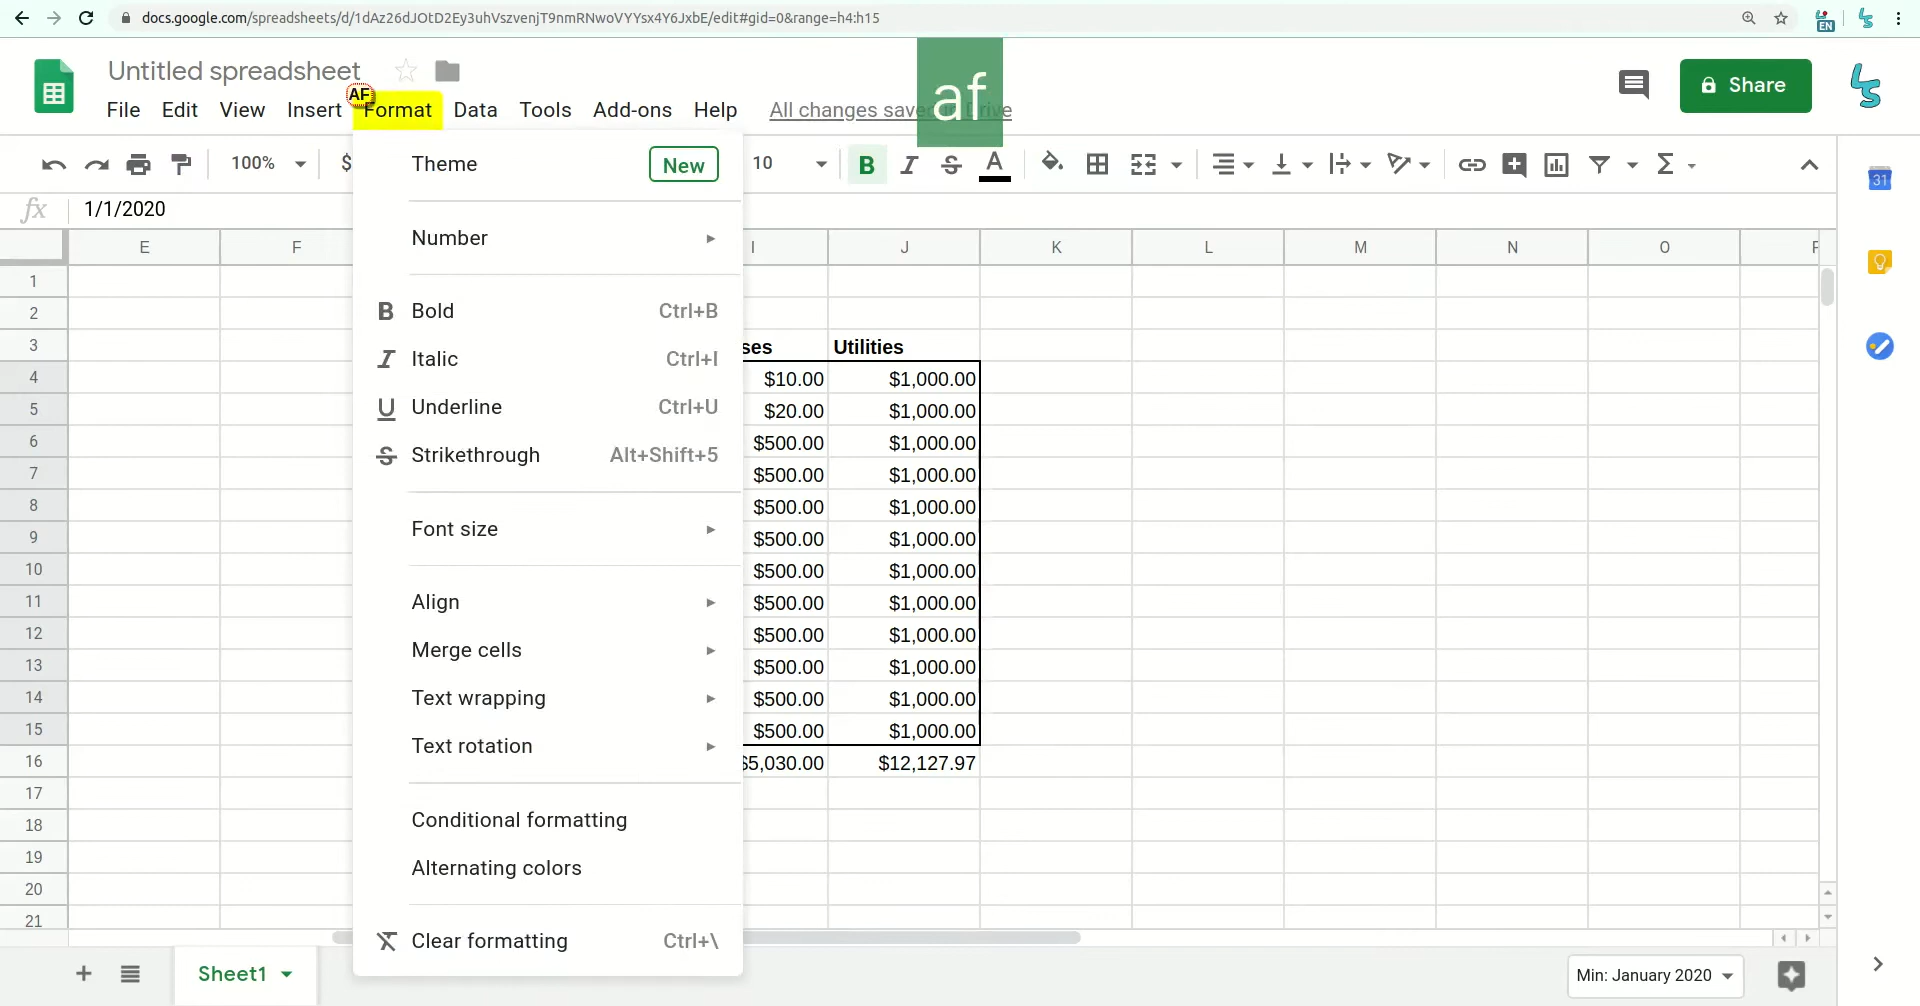 docs.google.com/spreadsheets/d/1dAz26dJOtD2Ey3uhVszvenjT9nmRNwoVYYsx4Y6JxbE/edit#gid=0&range=h4:h15
EN
Untitled spreadsheet
af
Share
AF
File Edit View Insert Format Data Tools Add-ons Help All changes saved in Drive
100% $ 10 B I S A Σ
31
fx 1/1/2020
Theme New
Number
B Bold Ctrl+B
I Italic Ctrl+I
U Underline Ctrl+U
S Strikethrough Alt+Shift+5
Font size
Align
Merge cells
Text wrapping
Text rotation
Conditional formatting
Alternating colors
Clear formatting Ctrl+\
E F I J K L M N O
1
2
3 ses Utilities
4 $10.00 $1,000.00
5 $20.00 $1,000.00
6 $500.00 $1,000.00
7 $500.00 $1,000.00
8 $500.00 $1,000.00
9 $500.00 $1,000.00
10 $500.00 $1,000.00
11 $500.00 $1,000.00
12 $500.00 $1,000.00
13 $500.00 $1,000.00
14 $500.00 $1,000.00
15 $500.00 $1,000.00
16 $5,030.00 $12,127.97
17
18
19
20
21
Sheet1
Min: January 2020